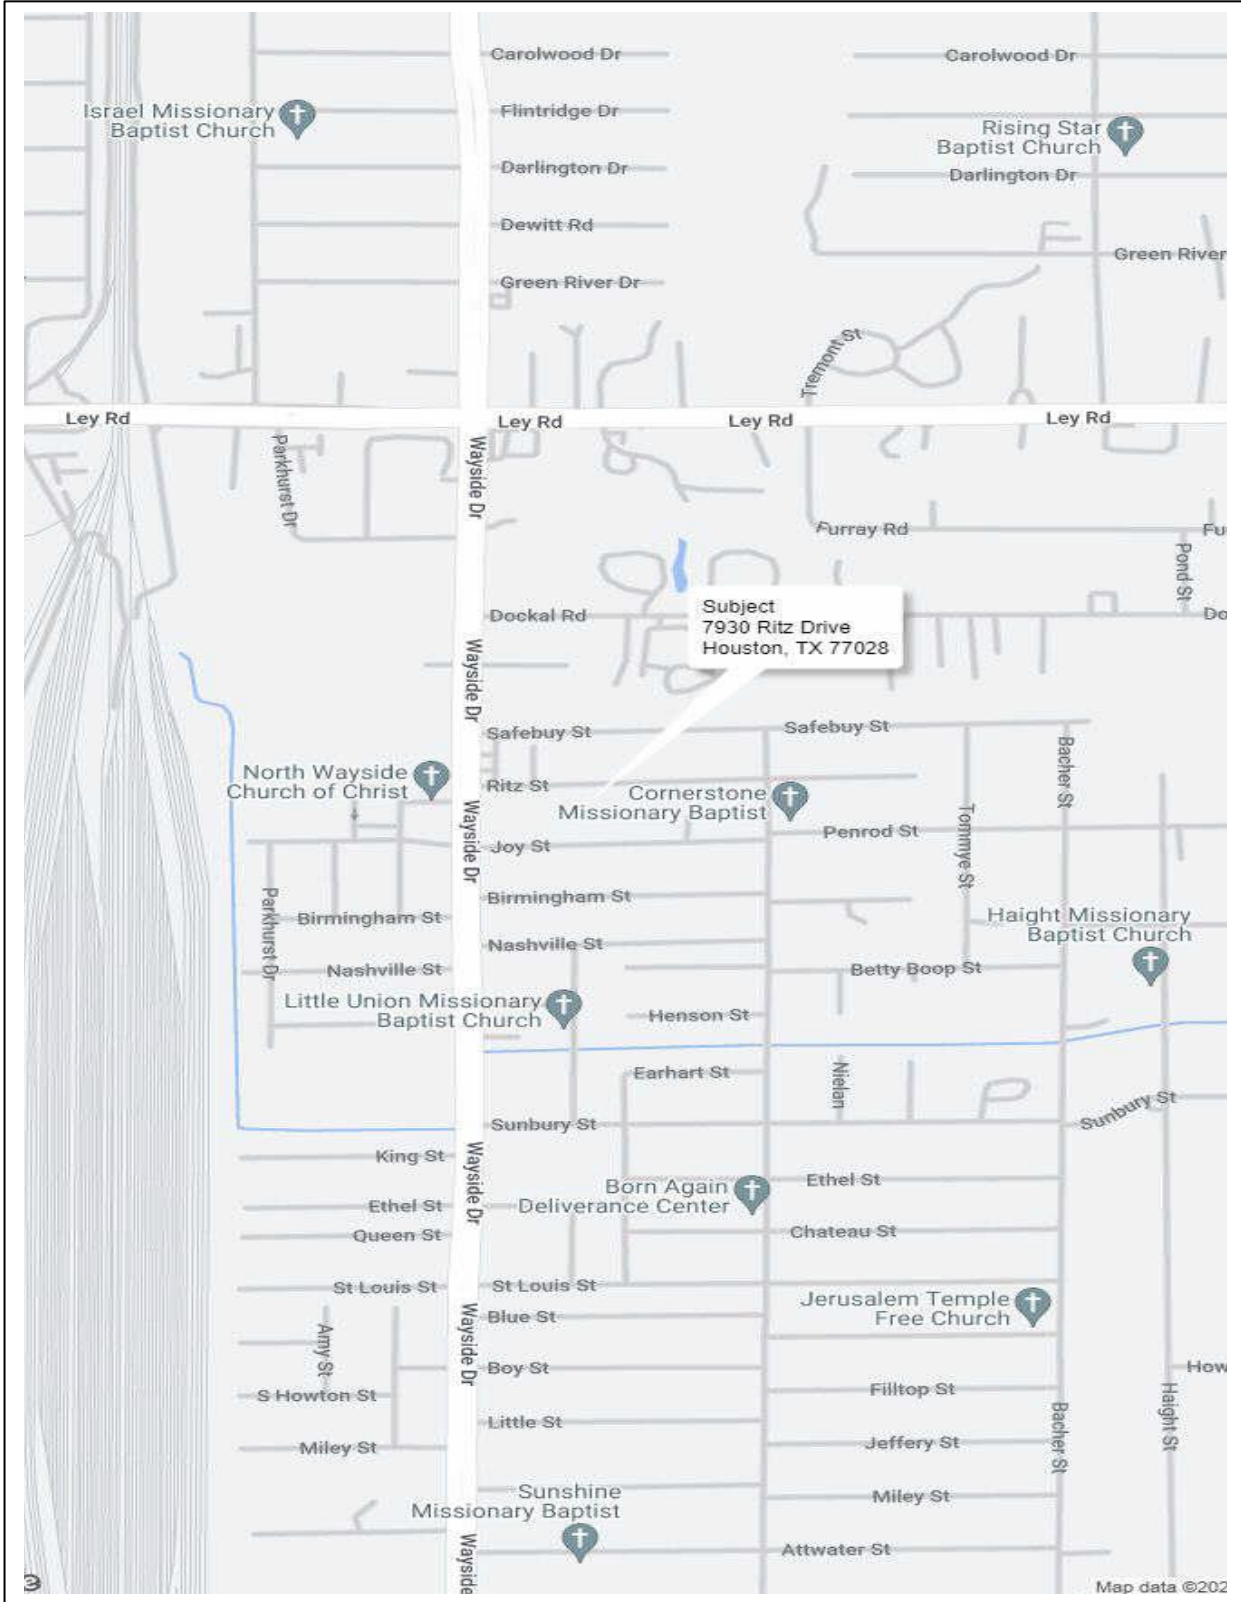 Carolwood Dr
Carolwood Dr
Israel Missionary
Baptist Church
Flintridge Dr
Rising Star
Baptist Church
Darlington Dr
Darlington Dr
Dewitt Rd
Green River
Green River Dr
Tremont St
Ley Rd
Ley Rd
Ley Rd
Ley Rd
Parkhurst Dr
Wayside Dr
Furray Rd
Fu
Pond St
Dockal Rd
Do
Subject
7930 Ritz Drive
Houston, TX 77028
Wayside Dr
Safebuy St
Safebuy St
Bacher St
North Wayside
Church of Christ
Ritz St
Cornerstone
Missionary Baptist
Wayside Dr
Tommye St
Penrod St
Joy St
Parkhurst Dr
Birmingham St
Birmingham St
Haight Missionary
Baptist Church
Nashville St
Nashville St
Betty Boop St
Little Union Missionary
Baptist Church
Henson St
Earhart St
Nielan
Sunbury St
Sunbury St
King St
Wayside Dr
Born Again
Deliverance Center
Ethel St
Ethel St
Queen St
Chateau St
St Louis St
St Louis St
Jerusalem Temple
Free Church
Blue St
Wayside Dr
Amy St
Boy St
How
S Howton St
Filltop St
Haight St
Bacher St
Little St
Miley St
Jeffery St
Sunshine
Missionary Baptist
Miley St
Wayside
Attwater St
Map data ©202